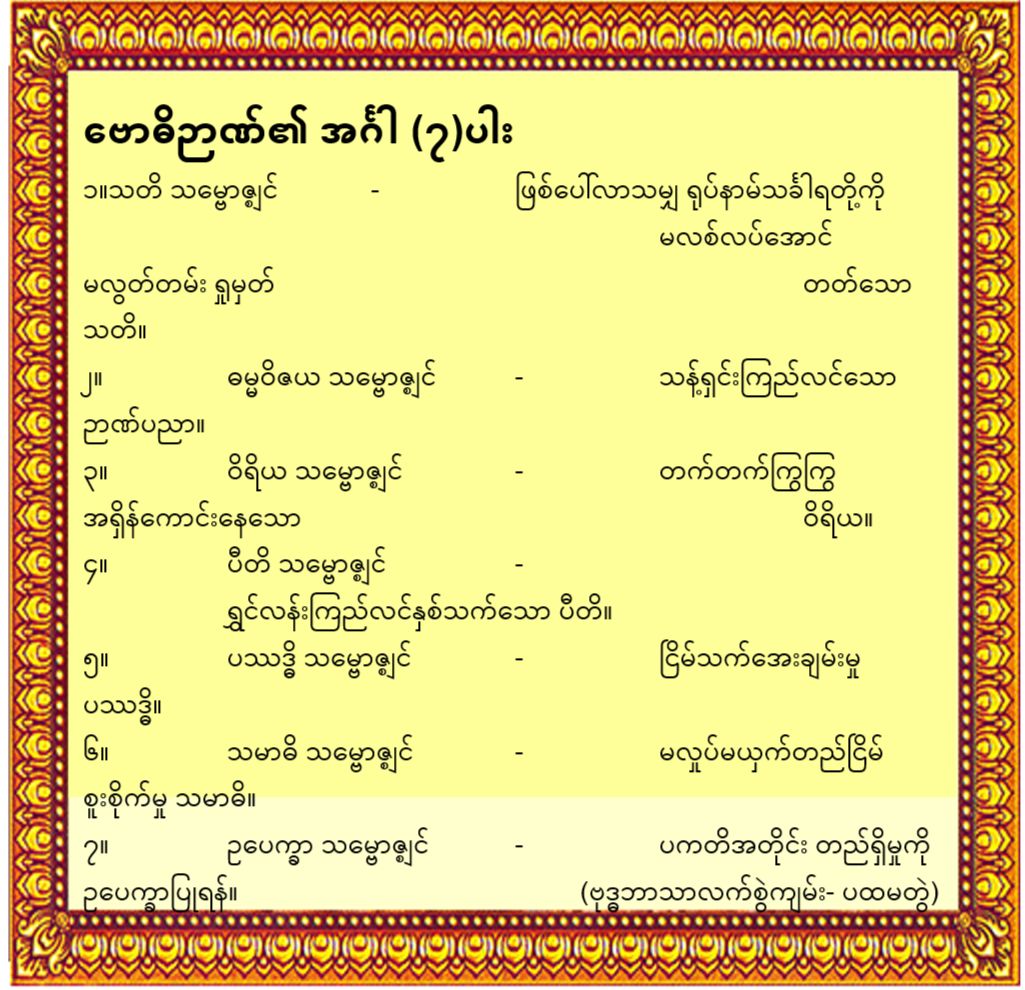 ဗောဓိဉာဏ်၏ အင်္ဂါ (၇)ပါး
၁။သတိ သမ္ဗောဇ္ဈင် - ဖြစ်ပေါ်လာသမျှ ရုပ်နာမ်သင်္ခါရတို့ကို
မလစ်လပ်အောင်
မလွတ်တမ်း ရှုမှတ် တတ်သော
သတိ။
၂။ ဓမ္မဝိဇယ သမ္ဗောဇ္ဈင် - သန့်ရှင်းကြည်လင်သော
ဉာဏ်ပညာ။
၃။ ဝိရိယ သမ္ဗောဇ္ဈင် - တက်တက်ကြွကြွ
အရှိန်ကောင်းနေသော ဝိရိယ။
၄။ ပီတိ သမ္ဗောဇ္ဈင် -
ရွှင်လန်းကြည်လင်နှစ်သက်သော ပီတိ။
၅။ ပဿဒ္ဓိ သမ္ဗောဇ္ဈင် - ငြိမ်သက်အေးချမ်းမှု
ပဿဒ္ဓိ။
၆။ သမာဓိ သမ္ဗောဇ္ဈင် - မလှုပ်မယှက်တည်ငြိမ်
စူးစိုက်မှု သမာဓိ။
၇။ ဥပေက္ခာ သမ္ဗောဇ္ဈင် - ပကတိအတိုင်း တည်ရှိမှုကို
ဥပေက္ခာပြုရန်။ (ဗုဒ္ဓဘာသာလက်စွဲကျမ်း- ပထမတွဲ)